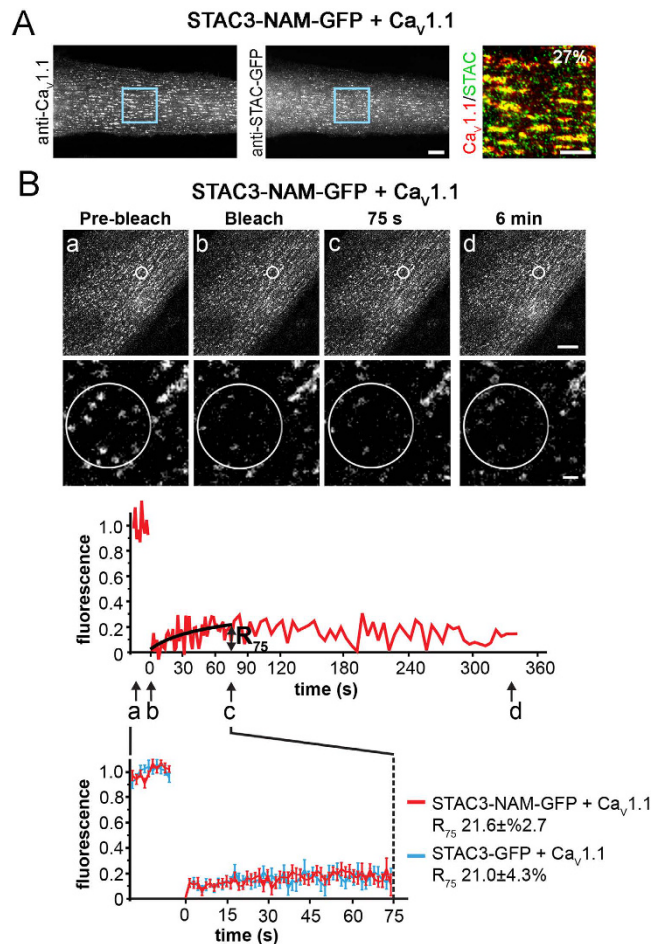 A
STAC3-NAM-GFP + CaV1.1
anti-CaV1.1
anti-STAC-GFP
CaV1.1/STAC
27%
B
STAC3-NAM-GFP + CaV1.1
Pre-bleach Bleach 75 s 6 min
a b c d
fluorescence
1.0
0.8
0.6
0.4
0.2
0
R75
0 30 60 90 120 150 180 210 240 270 300 330 360
time (s)
a b c d
fluorescence
1.0
0.8
0.6
0.4
0.2
0 15 30 45 60 75
time (s)
STAC3-NAM-GFP + CaV1.1
R75 21.6±%2.7
STAC3-GFP + CaV1.1
R75 21.0±4.3%